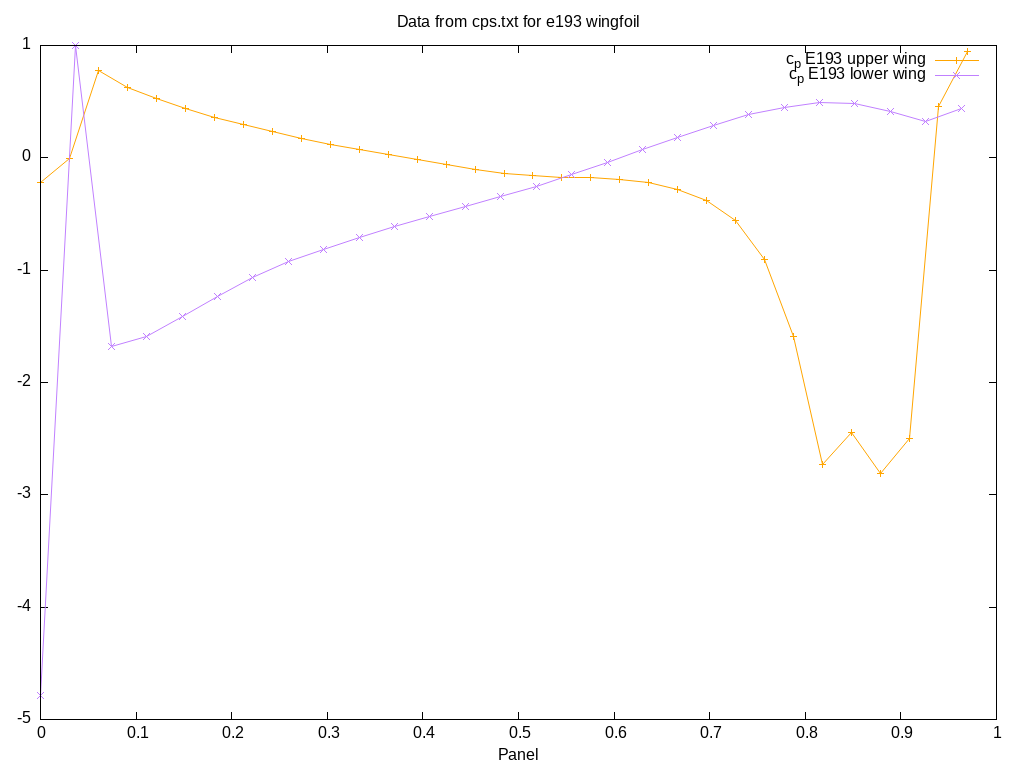 Data from cps.txt for e193 wingfoil
1
0
-1
-2
-3
-4
-5
c_p E193 upper wing
c_p E193 lower wing
0 0.1 0.2 0.3 0.4 0.5 0.6 0.7 0.8 0.9 1
Panel